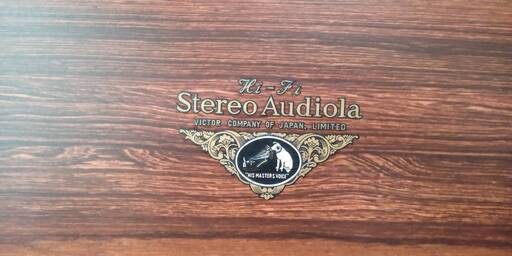 Hi-Fi
Stereo Audiola
VICTOR COMPANY OF JAPAN, LIMITED
"HIS MASTER'S VOICE"